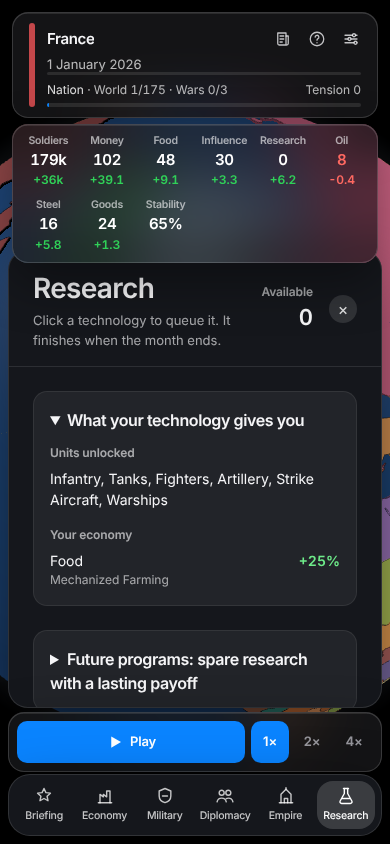 France
1 January 2026
Nation · World 1/175 · Wars 0/3 Tension 0
Soldiers Money Food Influence Research Oil
179k 102 48 30 0 8
+36k +39.1 +9.1 +3.3 +6.2 -0.4
Steel Goods Stability
16 24 65%
+5.8 +1.3
Research
Available
0
×
Click a technology to queue it. It
finishes when the month ends.
▼ What your technology gives you
Units unlocked
Infantry, Tanks, Fighters, Artillery, Strike
Aircraft, Warships
Your economy
Food +25%
Mechanized Farming
▶ Future programs: spare research
with a lasting payoff
▶ Play 1× 2× 4×
Briefing Economy Military Diplomacy Empire Research